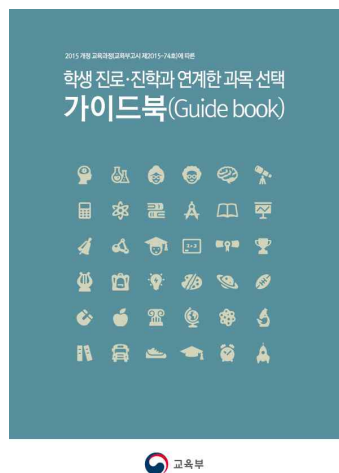 2015 개정 교육과정(교육부고시 제2015-74호)에 따른
학생 진로·진학과 연계한 과목 선택
가이드북(Guide book)
교육부